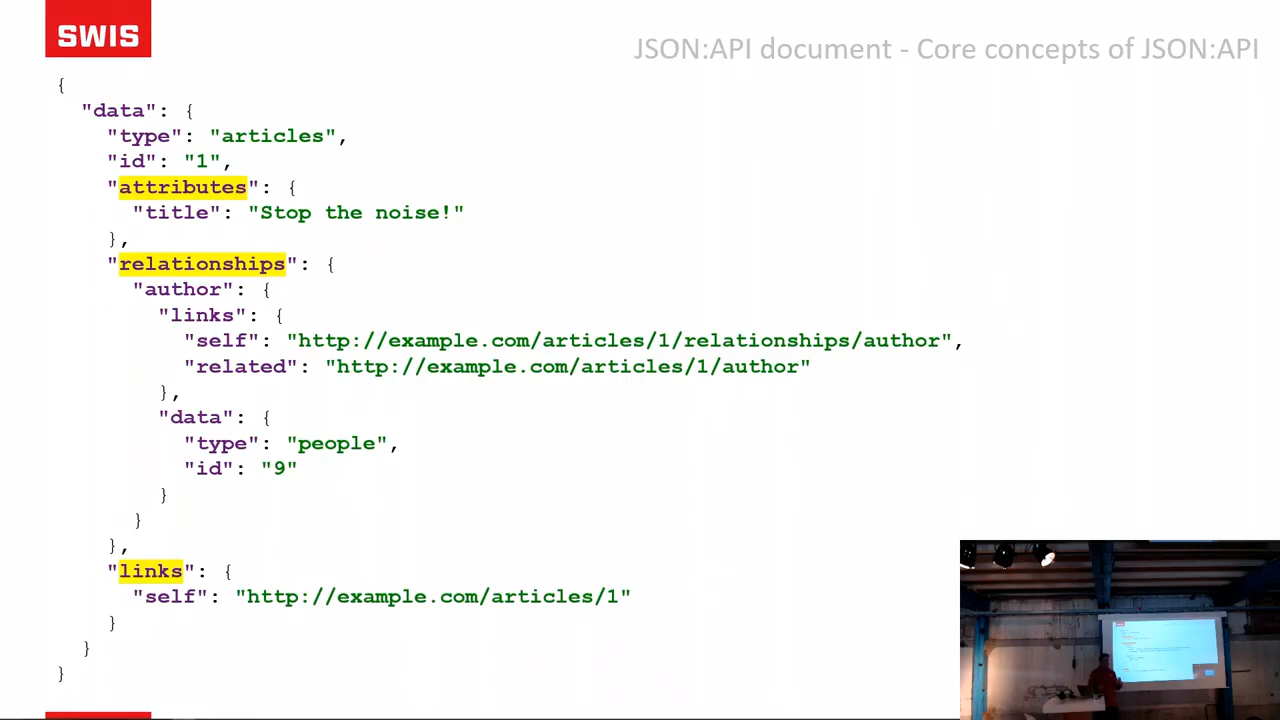 SWIS
JSON:API document - Core concepts of JSON:API
{
  "data": {
    "type": "articles",
    "id": "1",
    "attributes": {
      "title": "Stop the noise!"
    },
    "relationships": {
      "author": {
        "links": {
          "self": "http://example.com/articles/1/relationships/author",
          "related": "http://example.com/articles/1/author"
        },
        "data": {
          "type": "people",
          "id": "9"
        }
      }
    },
    "links": {
      "self": "http://example.com/articles/1"
    }
  }
}